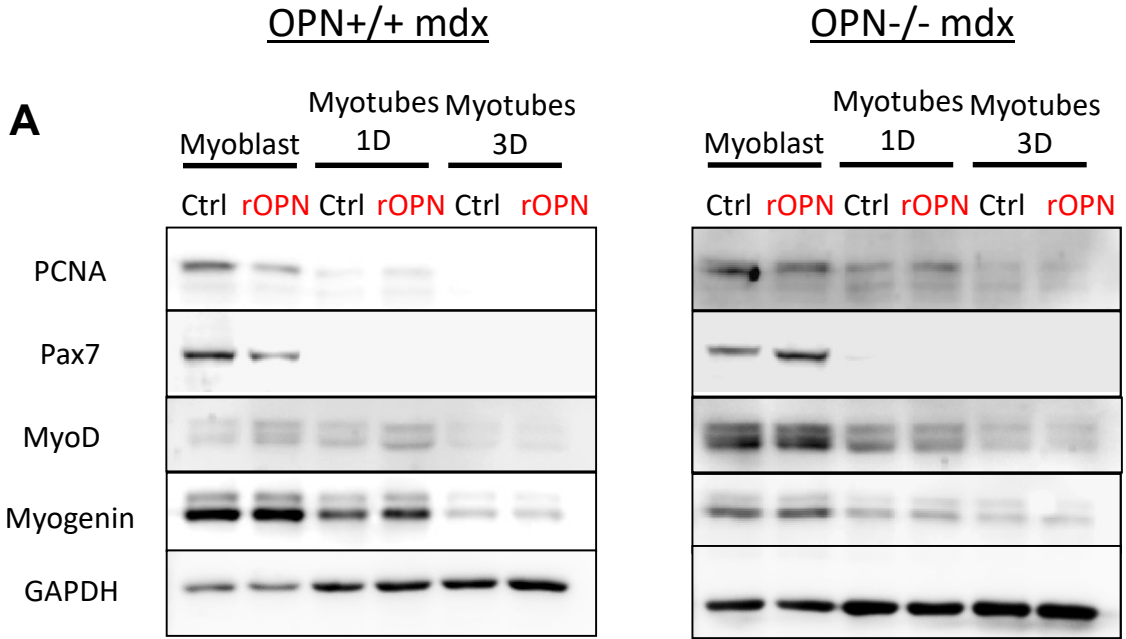 OPN+/+ mdx
OPN-/- mdx
A
Myoblast
Myotubes 1D
Myotubes 3D
Myoblast
Myotubes 1D
Myotubes 3D
Ctrl rOPN Ctrl rOPN Ctrl rOPN
Ctrl rOPN Ctrl rOPN Ctrl rOPN
PCNA
Pax7
MyoD
Myogenin
GAPDH